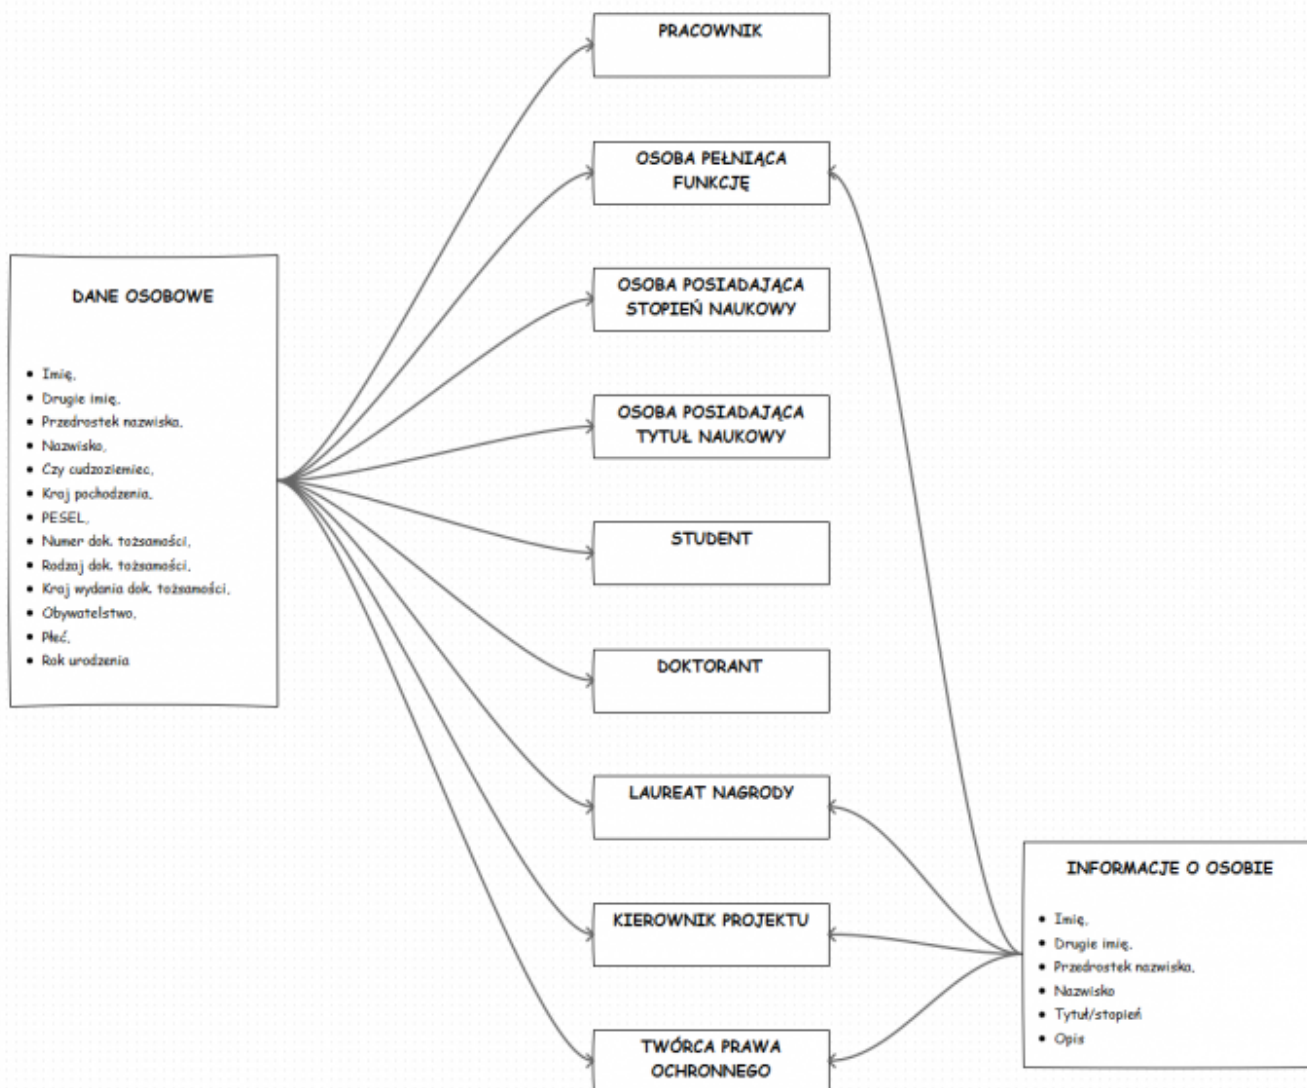 PRACOWNIK
OSOBA PEŁNIĄCA
FUNKCJĘ
OSOBA POSIADAJĄCA
STOPIEŃ NAUKOWY
OSOBA POSIADAJĄCA
TYTUŁ NAUKOWY
STUDENT
DOKTORANT
LAUREAT NAGRODY
KIEROWNIK PROJEKTU
TWÓRCA PRAWA
OCHRONNEGO
DANE OSOBOWE
• Imię,
• Drugie imię,
• Przedrostek nazwiska,
• Nazwisko,
• Czy cudzoziemiec,
• Kraj pochodzenia,
• PESEL,
• Numer dok. tożsamości,
• Rodzaj dok. tożsamości,
• Kraj wydania dok. tożsamości,
• Obywatelstwo,
• Płeć,
• Rok urodzenia
INFORMACJE O OSOBIE
• Imię,
• Drugie imię,
• Przedrostek nazwiska,
• Nazwisko
• Tytuł/stopień
• Opis